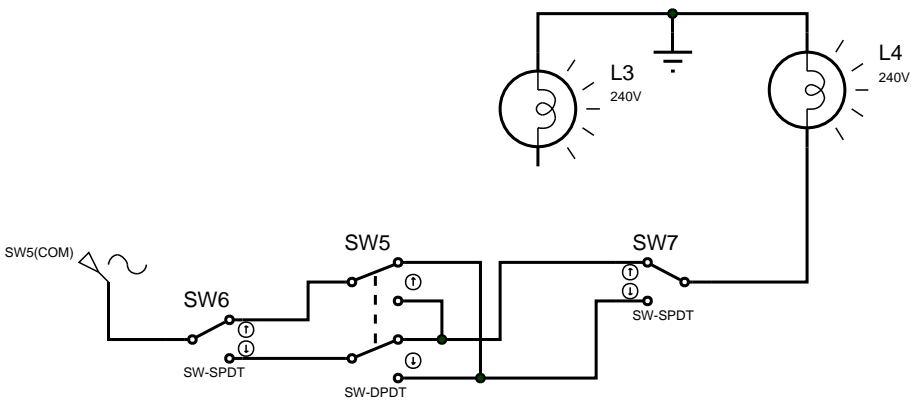 L3
240V
L4
240V
SW5(COM)
SW5
SW7
SW6
SW-SPDT
SW-SPDT
SW-DPDT